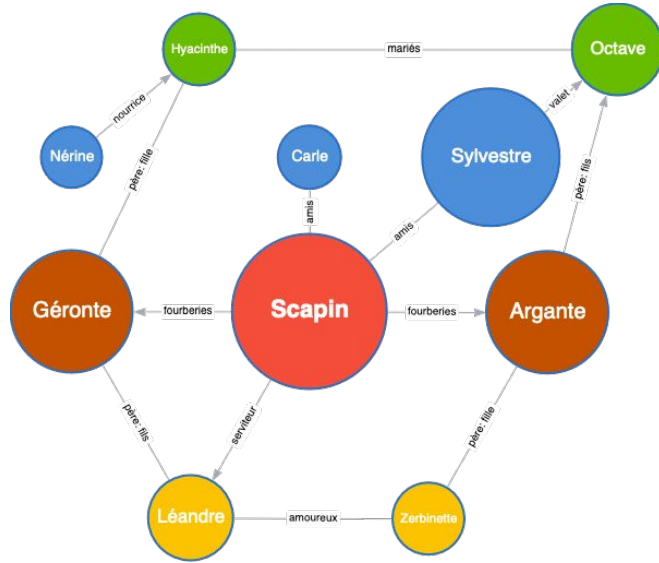 Hyacinthe
mariés
Octave
nourrice
valet
Nérine
Carle
Sylvestre
père: fille
amis
amis
père: fils
Géronte
fourberies
Scapin
fourberies
Argante
père: fils
serviteur
père: fille
Léandre
amoureux
Zerbinette